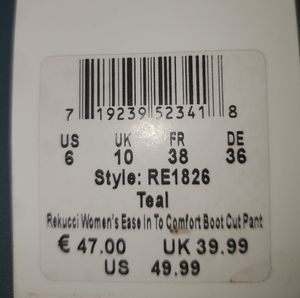 7 19239 52341 8
US UK FR DE
6 10 38 36
Style: RE1826
Teal
Rekucci Women's Ease In To Comfort Boot Cut Pant
€ 47.00 UK 39.99
US 49.99